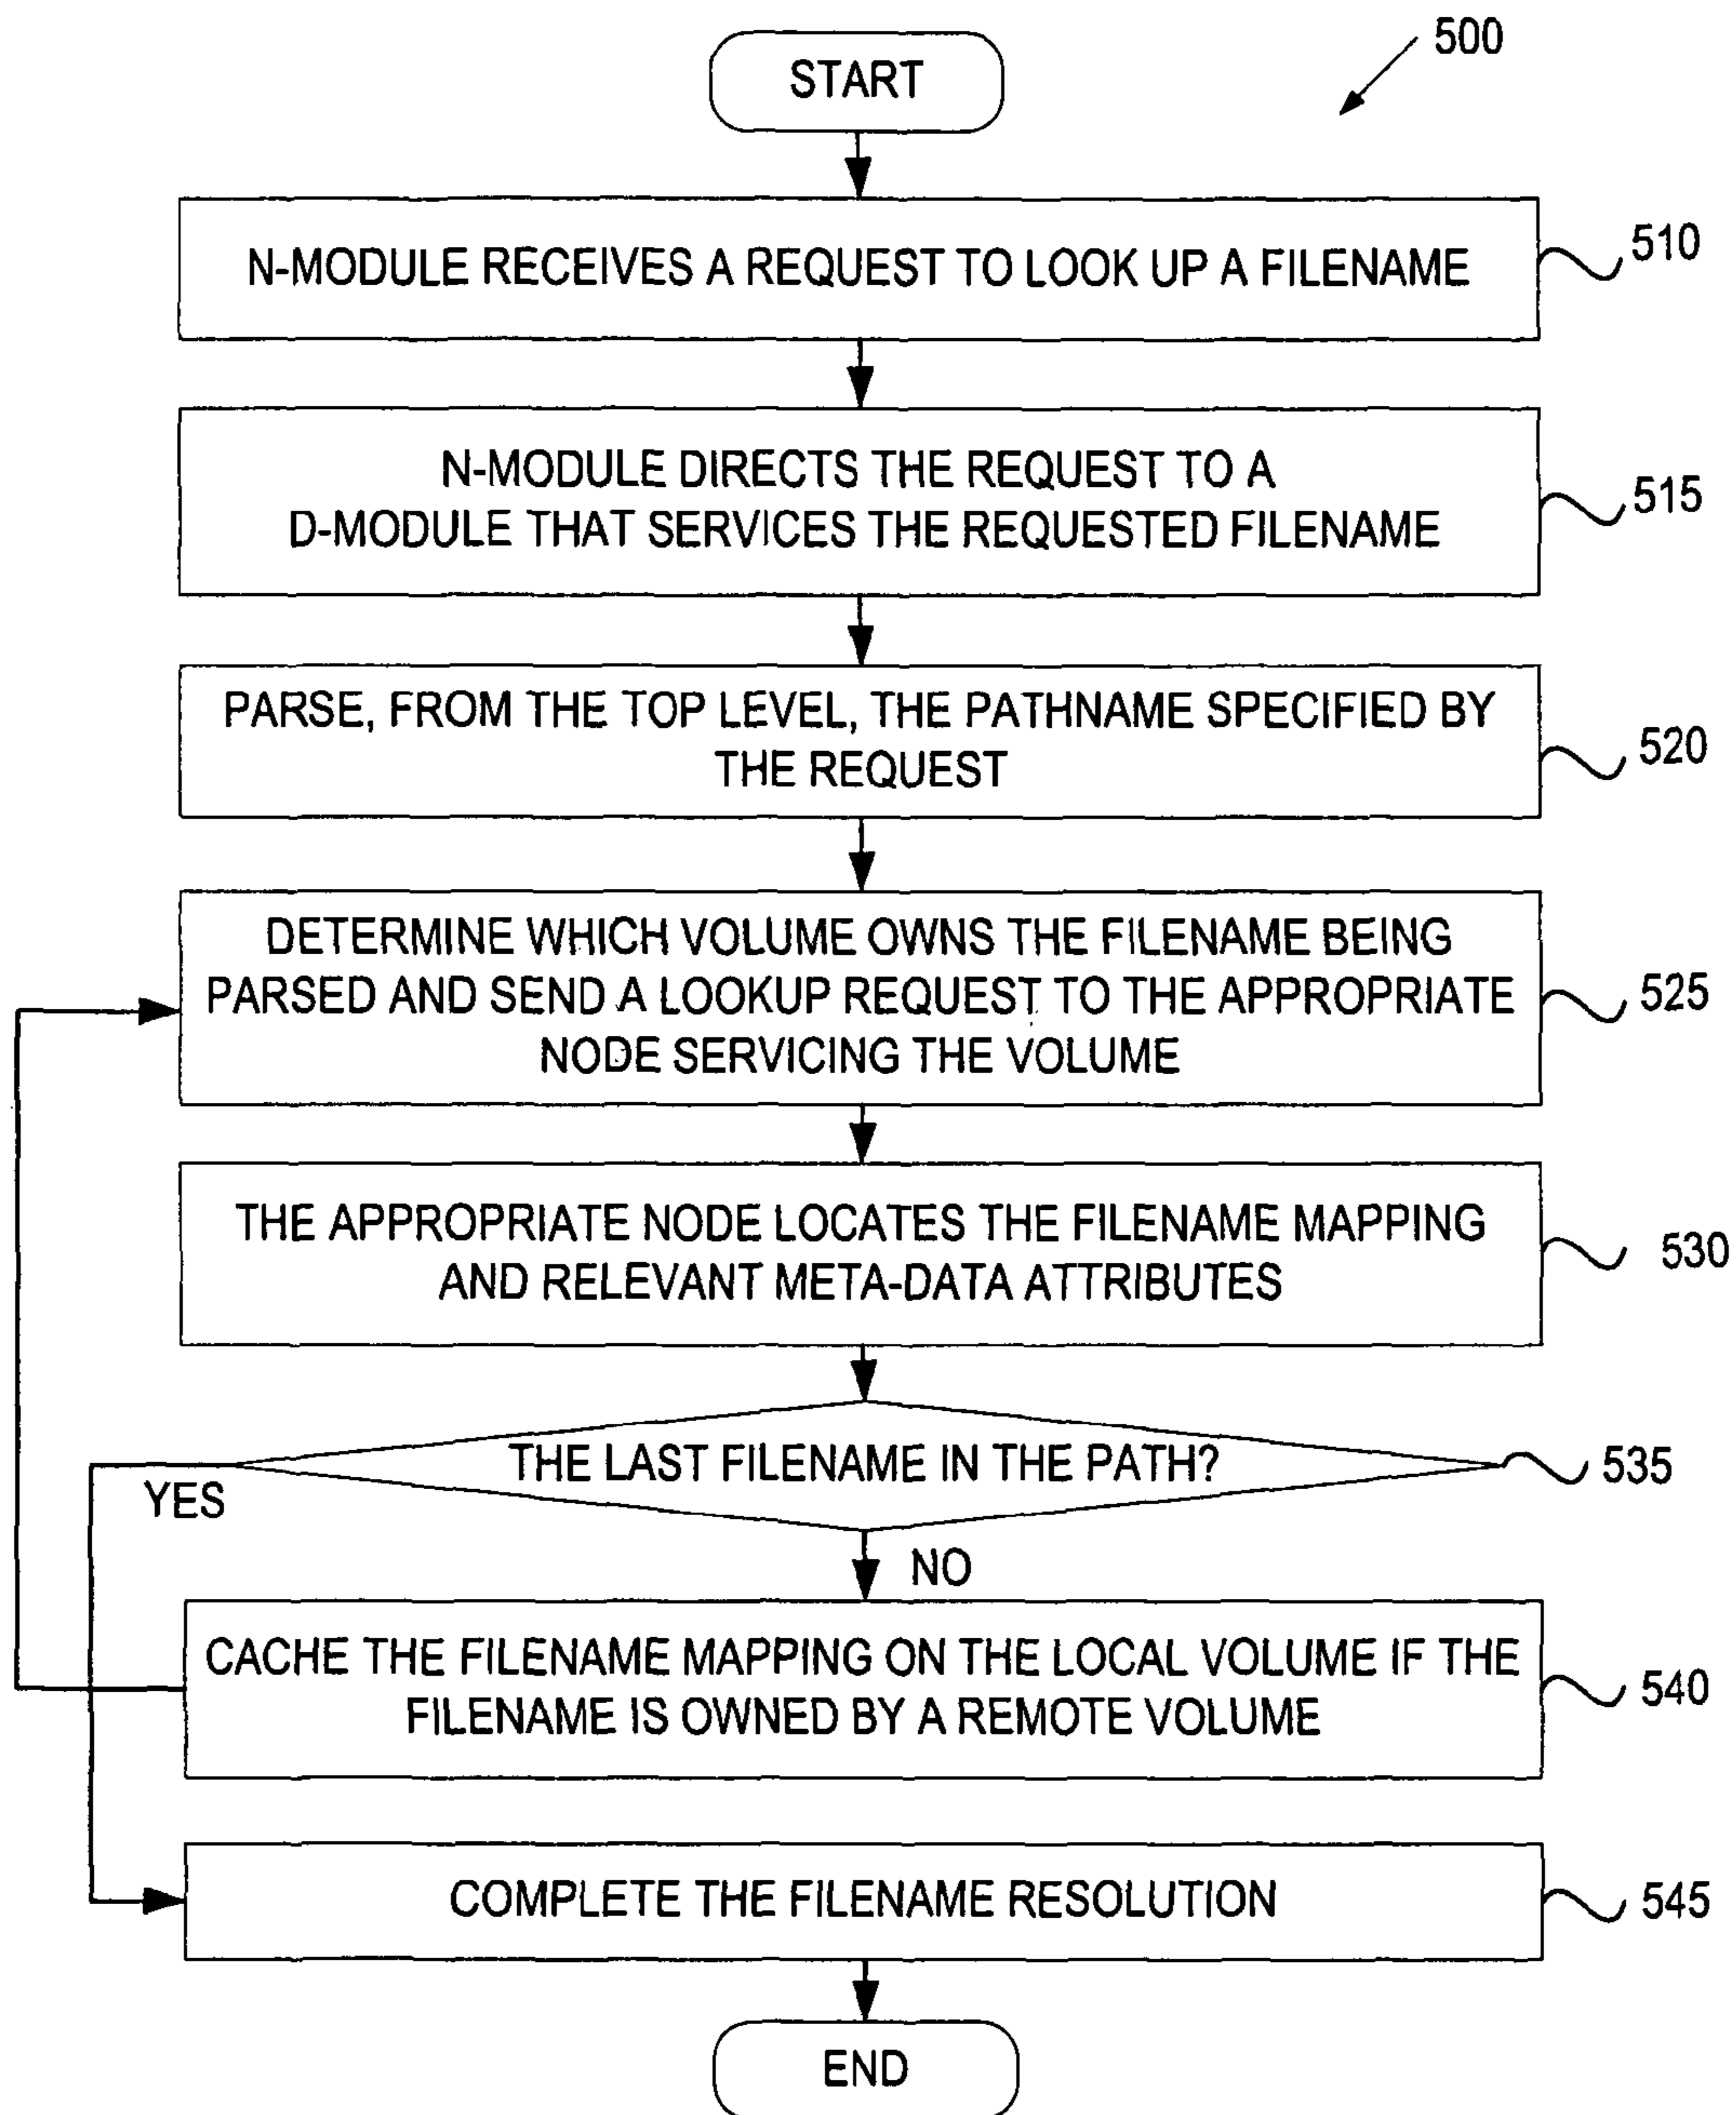 500
START
N-MODULE RECEIVES A REQUEST TO LOOK UP A FILENAME
510
N-MODULE DIRECTS THE REQUEST TO A
D-MODULE THAT SERVICES THE REQUESTED FILENAME
515
PARSE, FROM THE TOP LEVEL, THE PATHNAME SPECIFIED BY
THE REQUEST
520
DETERMINE WHICH VOLUME OWNS THE FILENAME BEING
PARSED AND SEND A LOOKUP REQUEST TO THE APPROPRIATE
NODE SERVICING THE VOLUME
525
THE APPROPRIATE NODE LOCATES THE FILENAME MAPPING
AND RELEVANT META-DATA ATTRIBUTES
530
THE LAST FILENAME IN THE PATH?
535
YES
NO
CACHE THE FILENAME MAPPING ON THE LOCAL VOLUME IF THE
FILENAME IS OWNED BY A REMOTE VOLUME
540
COMPLETE THE FILENAME RESOLUTION
545
END